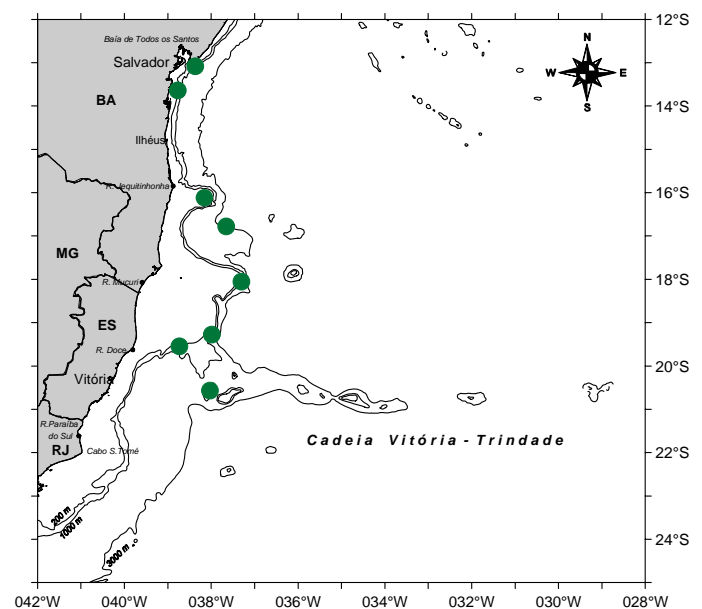 12°S
Baía de Todos os Santos
N
Salvador
W E
S
BA
14°S
Ilhéus
R. Jequitinhonha
16°S
MG
R. Mucuri
18°S
ES
R. Doce
20°S
Vitória
R.Paraíba
do Sul
Cadeia Vitória - Trindade
RJ
Cabo S.Tomé
22°S
200 m
1000 m
3000 m
24°S
042°W 040°W 038°W 036°W 034°W 032°W 030°W 028°W